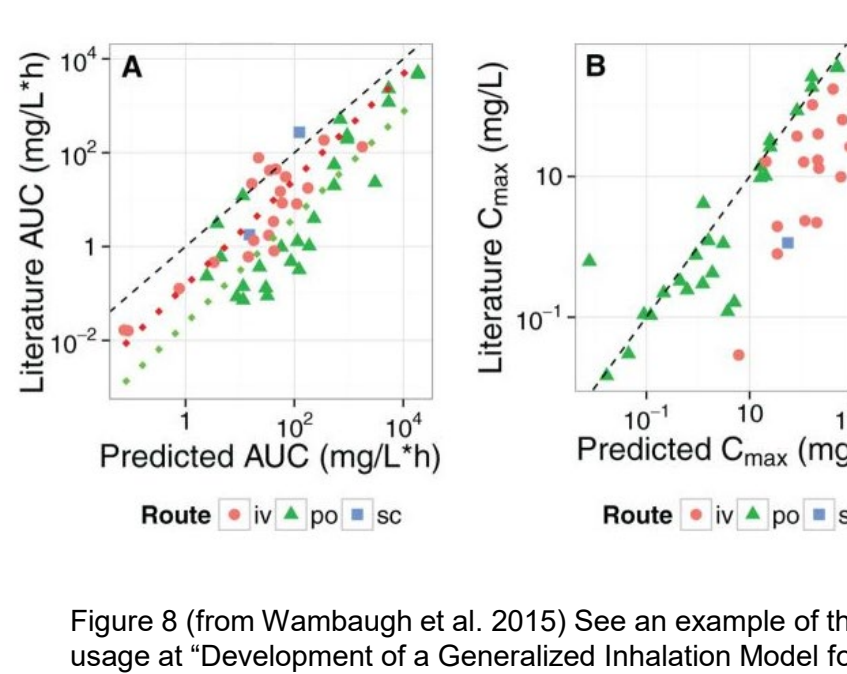 A
B
Literature AUC (mg/L*h)
10⁴
10²
1
10⁻²
1
10²
10⁴
Predicted AUC (mg/L*h)
Route iv po sc
Literature Cmax (mg/L)
10
10⁻¹
10⁻¹
10
Predicted Cmax (mg
Route iv po s
Figure 8 (from Wambaugh et al. 2015) See an example of th
usage at “Development of a Generalized Inhalation Model fo